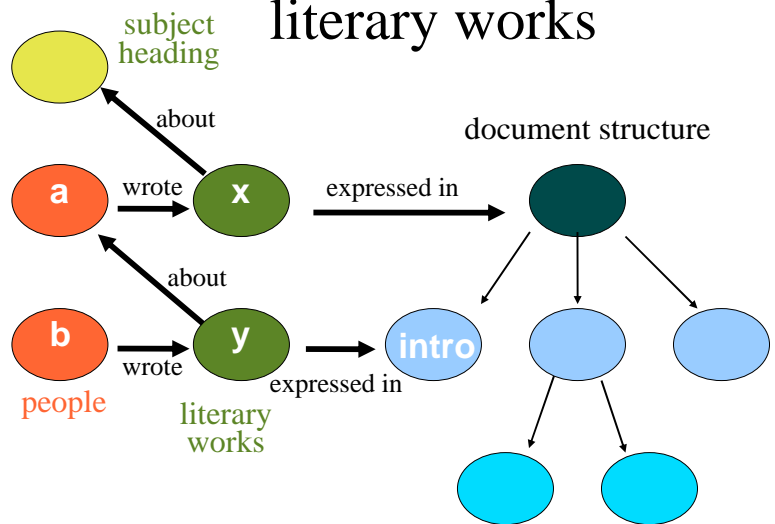 literary works
subject
heading
about
document structure
a
wrote
x
expressed in
about
b
wrote
y
expressed in
intro
people
literary
works